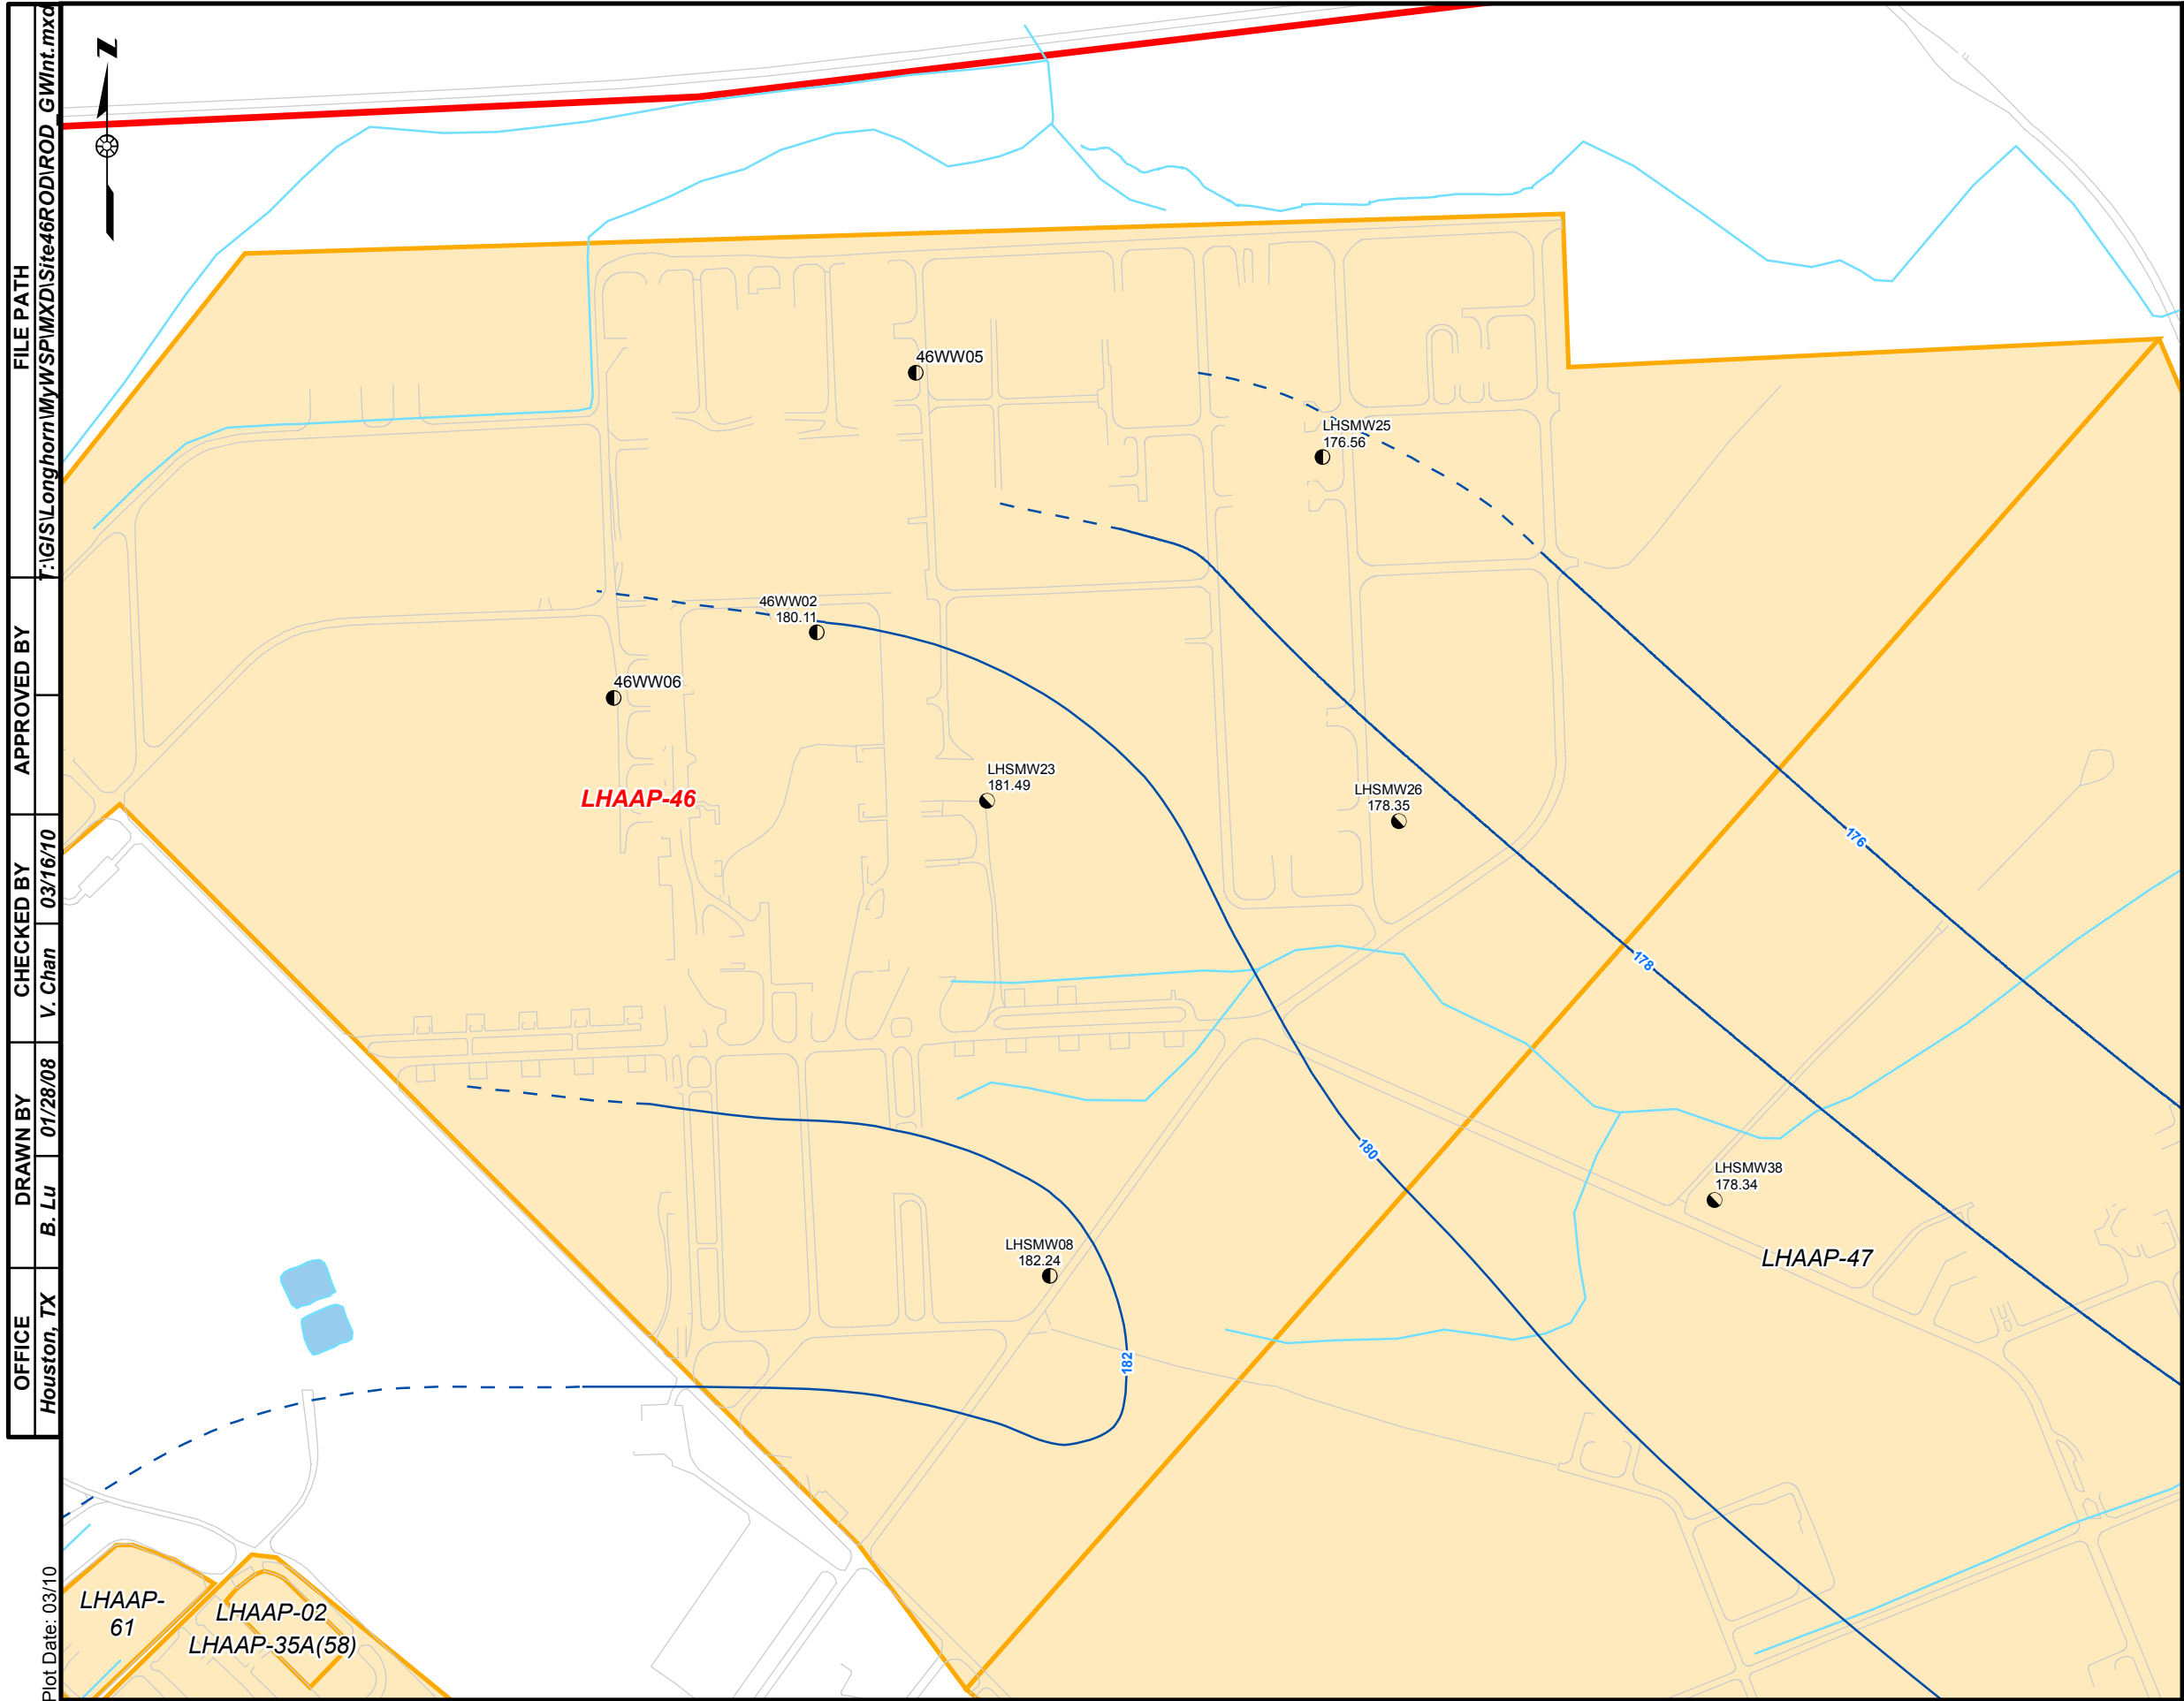 FILE PATH
T:\GIS\Longhorn\MyWSP\MXD\Site46ROD\ROD_GWInt.mxd
APPROVED BY
CHECKED BY
V. Chan 03/16/10
DRAWN BY
B. Lu 01/28/08
OFFICE
Houston, TX
Plot Date: 03/10
N
46WW05
LHSMW25
176.56
46WW02
180.11
46WW06
LHAAP-46
LHSMW23
181.49
LHSMW26
178.35
176
178
180
LHSMW38
178.34
LHAAP-47
LHSMW08
182.24
182
LHAAP-
61
LHAAP-02
LHAAP-35A(58)